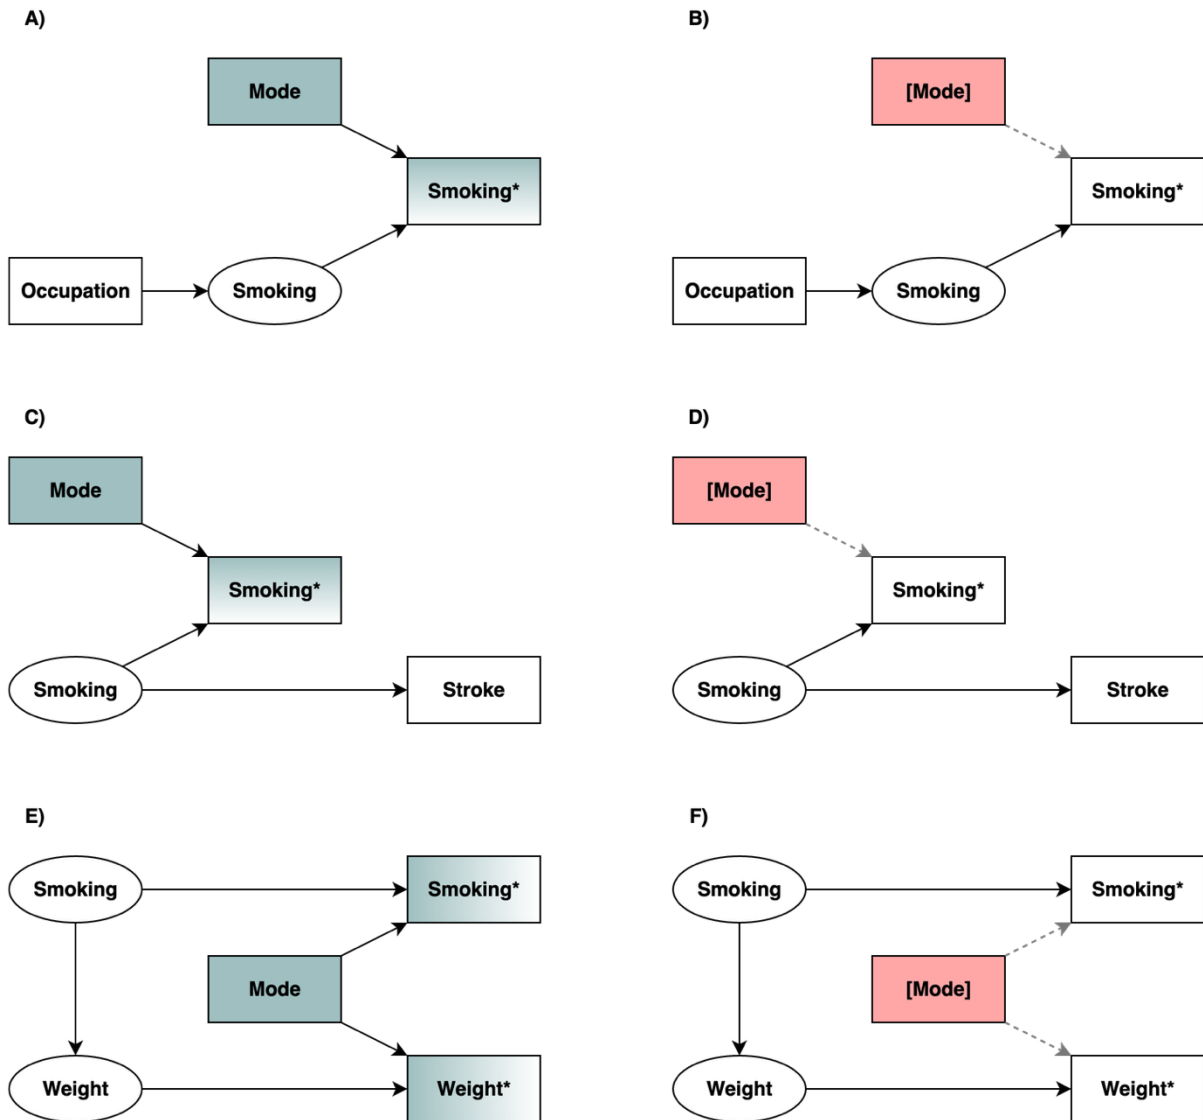 A)
Mode
Smoking*
Occupation
Smoking
B)
[Mode]
Smoking*
Occupation
Smoking
C)
Mode
Smoking*
Smoking
Stroke
D)
[Mode]
Smoking*
Smoking
Stroke
E)
Smoking
Smoking*
Mode
Weight
Weight*
F)
Smoking
Smoking*
[Mode]
Weight
Weight*